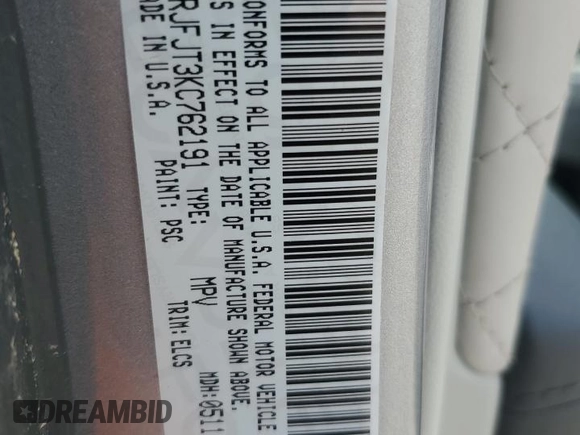 CONFORMS TO ALL APPLICABLE U.S.A. FEDERAL MOTOR VEHICLE
S IN EFFECT ON THE DATE OF MANUFACTURE SHOWN ABOVE.
MDH:0511
RJFJT3KC762191 TYPE: MPV
ADE IN U.S.A. PAINT: PSC TRIM:ELCS
DREAMBID